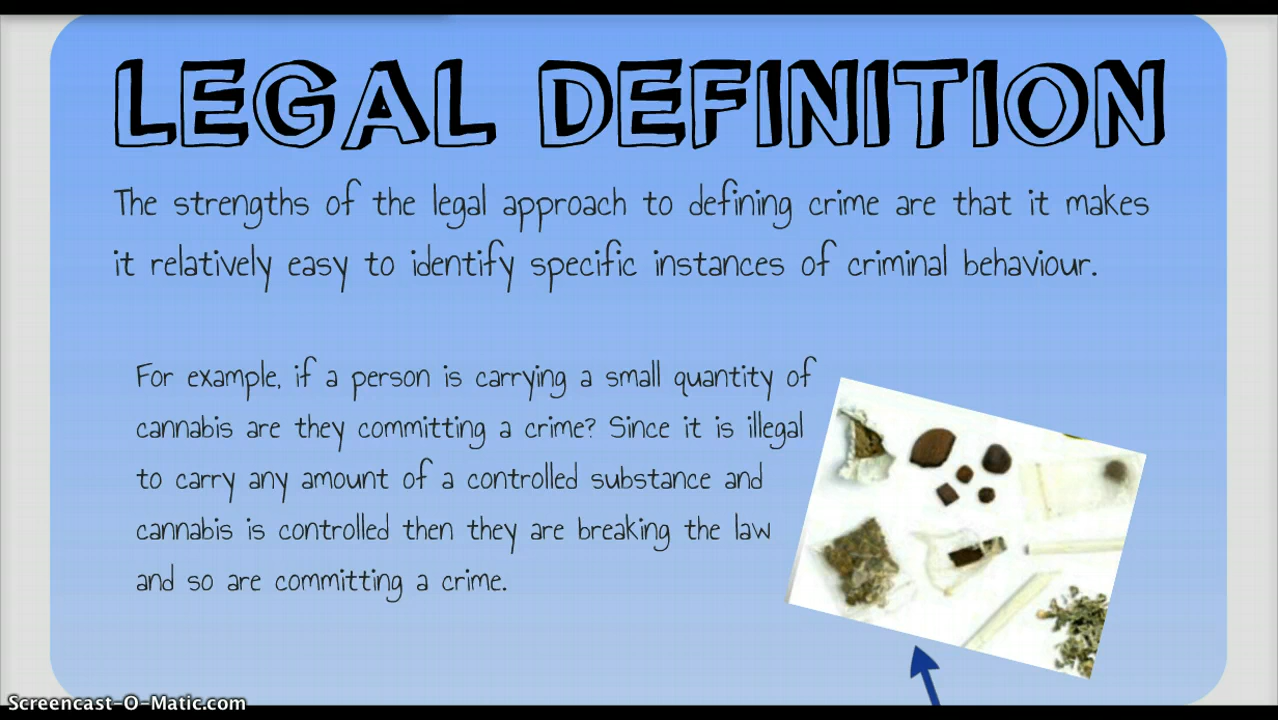 LEGAL DEFINITION
The strengths of the legal approach to defining crime are that it makes
it relatively easy to identify specific instances of criminal behaviour.
For example, if a person is carrying a small quantity of
cannabis are they committing a crime? Since it is illegal
to carry any amount of a controlled substance and
cannabis is controlled then they are breaking the law
and so are committing a crime.
Screencast-O-Matic.com